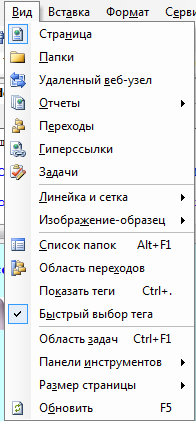 Вид Вставка Формат Серви
Страница
Папки
Удаленный веб-узел
Отчеты
Переходы
Гиперссылки
Задачи
Линейка и сетка
Изображение-образец
Список папок Alt+F1
Область переходов
Показать теги Ctrl+.
Быстрый выбор тега
Область задач Ctrl+F1
Панели инструментов
Размер страницы
Обновить F5